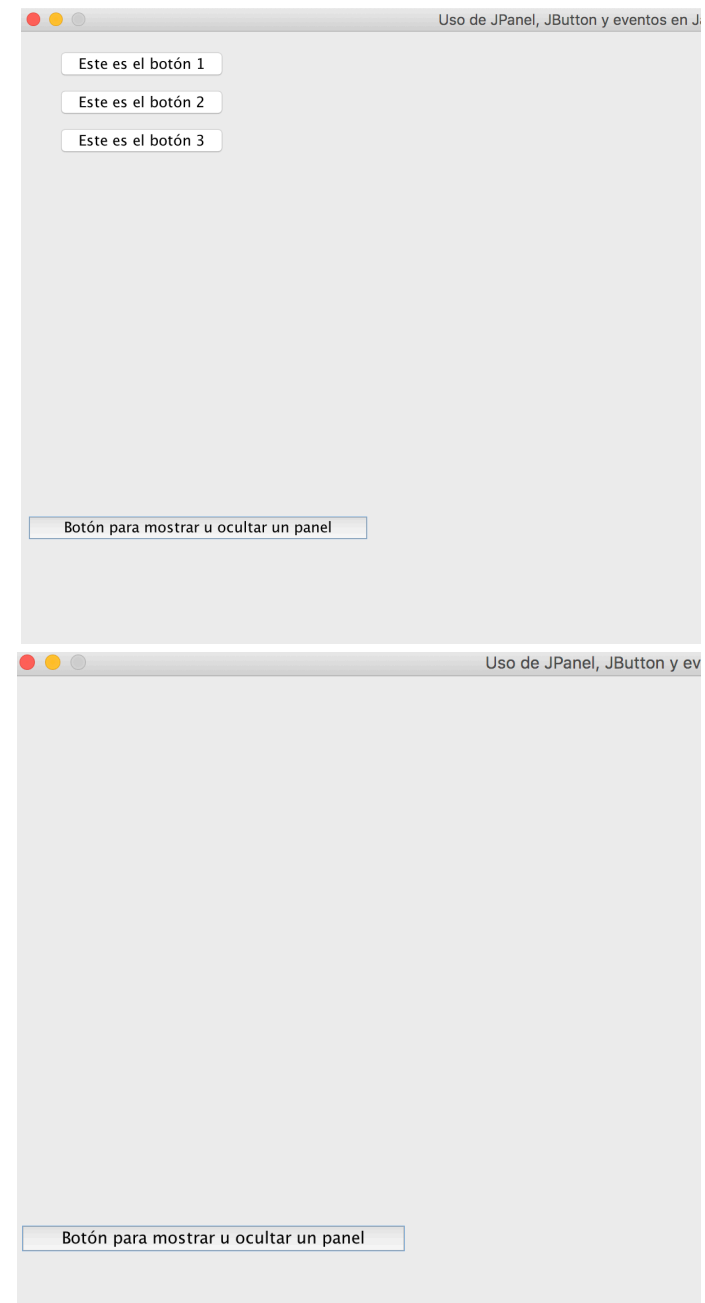 Uso de JPanel, JButton y eventos en J
Este es el botón 1
Este es el botón 2
Este es el botón 3
Botón para mostrar u ocultar un panel
Uso de JPanel, JButton y ev
Botón para mostrar u ocultar un panel